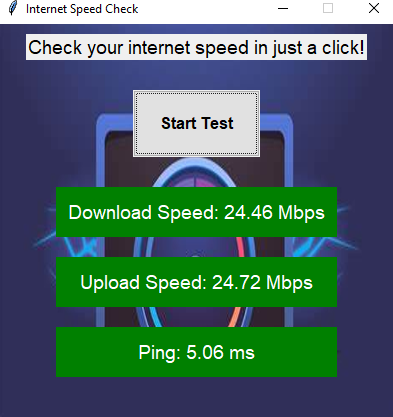 Internet Speed Check
Check your internet speed in just a click!
Start Test
Download Speed: 24.46 Mbps
Upload Speed: 24.72 Mbps
Ping: 5.06 ms